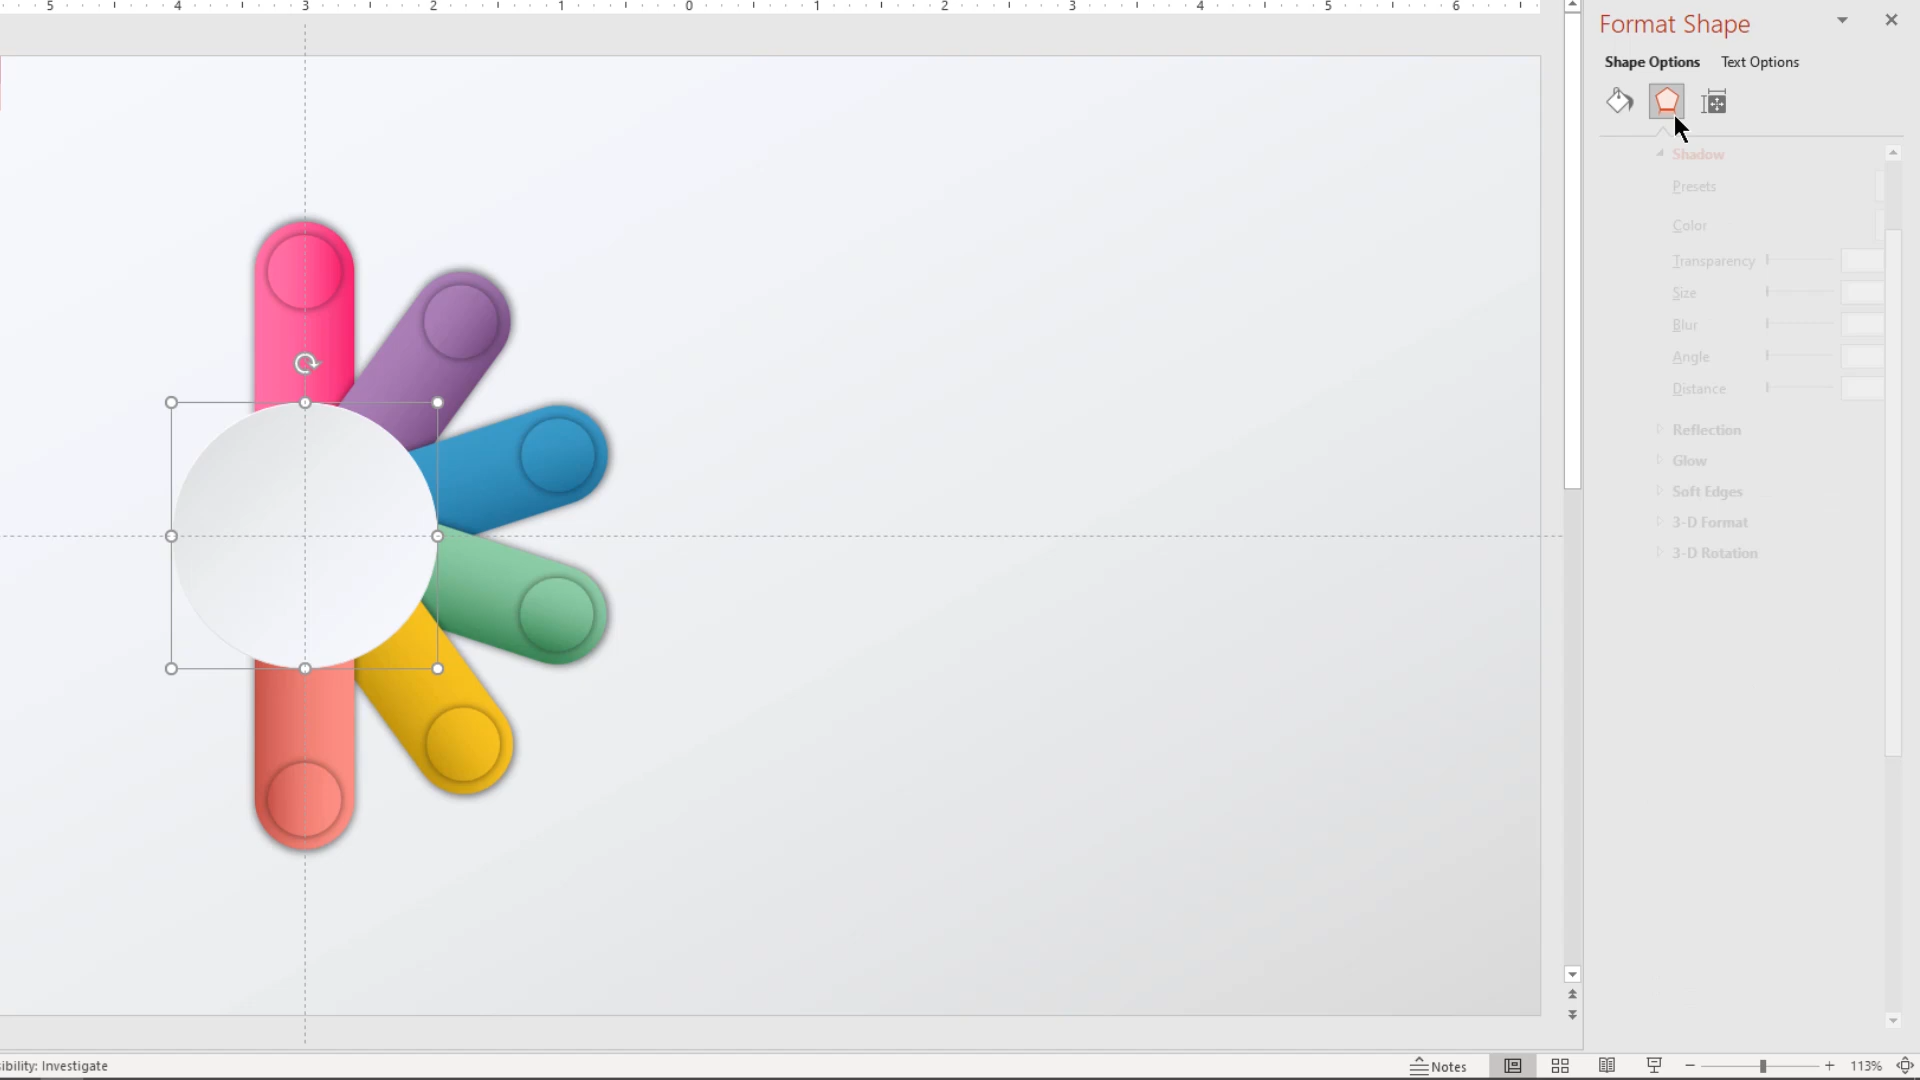 5 4 3 2 1 0 1 2 3 4 5 6
Format Shape
Shape Options Text Options
Shadow
Presets
Color
Transparency
Size
Blur
Angle
Distance
Reflection
Glow
Soft Edges
3-D Format
3-D Rotation
ibility: Investigate
Notes
113%